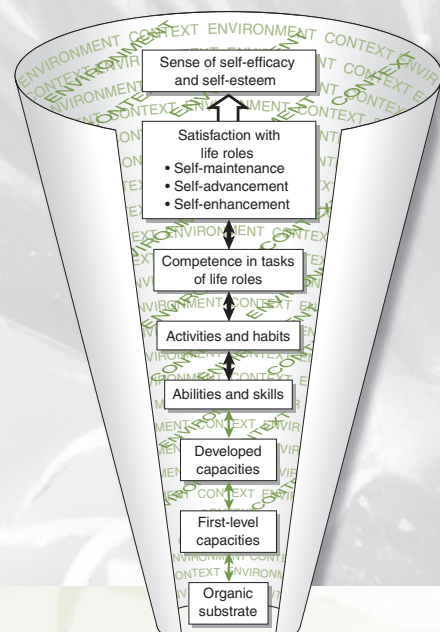 ENVIRONMENT CONTEXT ENVIRONMENT CONTEXT ENVIRONMENT
Sense of self-efficacy
and self-esteem
Satisfaction with
life roles
• Self-maintenance
• Self-advancement
• Self-enhancement
Competence in tasks
of life roles
Activities and habits
Abilities and skills
Developed
capacities
First-level
capacities
Organic
substrate